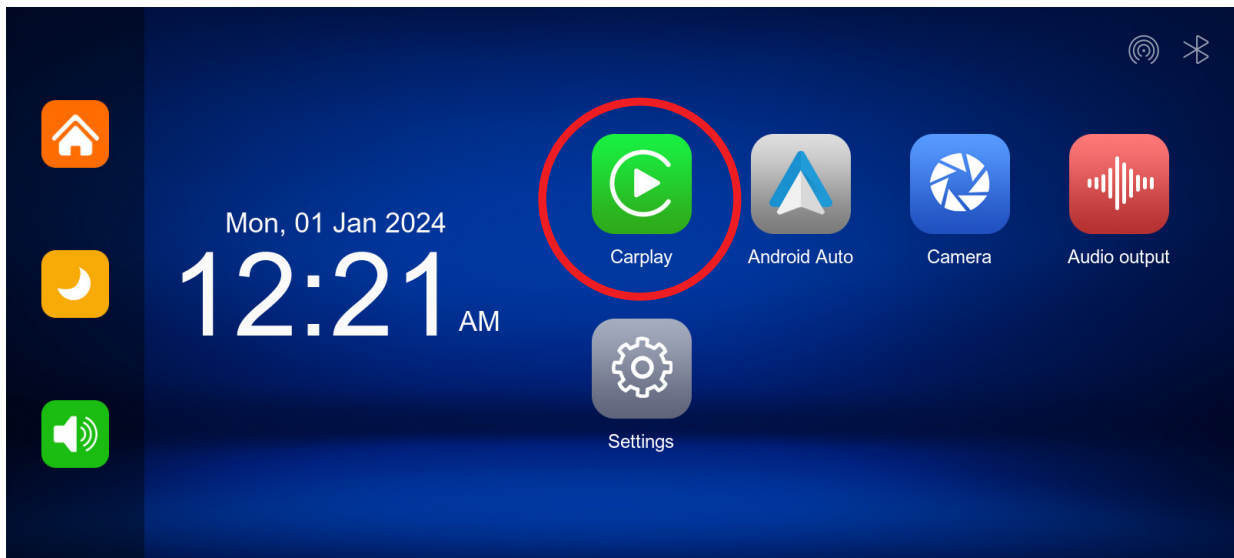 Mon, 01 Jan 2024
12:21 AM
Carplay
Android Auto
Camera
Audio output
Settings